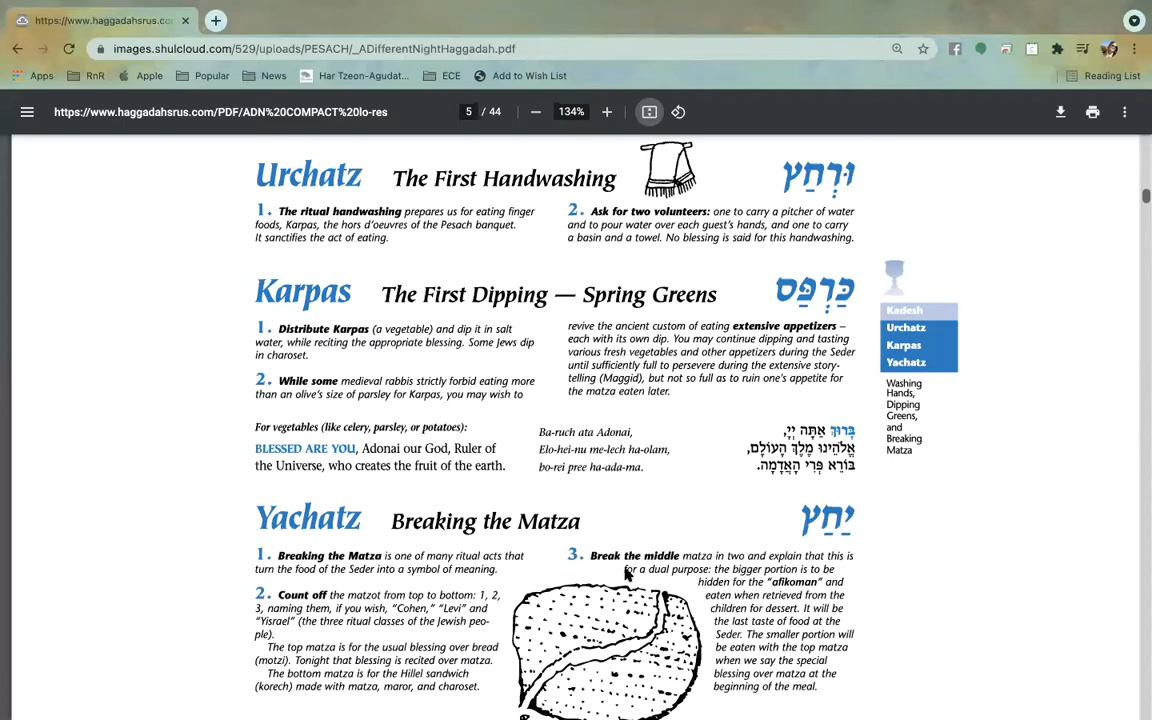 https://www.haggadahsrus.co
images.shulcloud.com/529/uploads/PESACH/_ADifferentNightHaggadah.pdf
Apps RnR Apple Popular News Har Tzeon-Agudat... ECE Add to Wish List Reading List
https://www.haggadahsrus.com/PDF/ADN%20COMPACT%20lo-res 5 / 44 134%
Urchatz The First Handwashing וּרְחַץ
1. The ritual handwashing prepares us for eating finger
foods, Karpas, the hors d'oeuvres of the Pesach banquet.
It sanctifies the act of eating.
2. Ask for two volunteers: one to carry a pitcher of water
and to pour water over each guest's hands, and one to carry
a basin and a towel. No blessing is said for this handwashing.
Karpas The First Dipping — Spring Greens כַּרְפַּס
1. Distribute Karpas (a vegetable) and dip it in salt
water, while reciting the appropriate blessing. Some Jews dip
in charoset.
2. While some medieval rabbis strictly forbid eating more
than an olive's size of parsley for Karpas, you may wish to
revive the ancient custom of eating extensive appetizers –
each with its own dip. You may continue dipping and tasting
various fresh vegetables and other appetizers during the Seder
until sufficiently full to persevere during the extensive story-
telling (Maggid), but not so full as to ruin one's appetite for
the matza eaten later.
For vegetables (like celery, parsley, or potatoes):
BLESSED ARE YOU, Adonai our God, Ruler of
the Universe, who creates the fruit of the earth.
Ba-ruch ata Adonai,
Elo-hei-nu me-lech ha-olam,
bo-rei pree ha-ada-ma.
בָּרוּךְ אַתָּה יְיָ,
אֱלֹהֵינוּ מֶלֶךְ הָעוֹלָם,
בּוֹרֵא פְּרִי הָאֲדָמָה.
Kadesh
Urchatz
Karpas
Yachatz
Washing
Hands,
Dipping
Greens,
and
Breaking
Matza
Yachatz Breaking the Matza יַחַץ
1. Breaking the Matza is one of many ritual acts that
turn the food of the Seder into a symbol of meaning.
2. Count off the matzot from top to bottom: 1, 2,
3, naming them, if you wish, "Cohen," "Levi" and
"Yisrael" (the three ritual classes of the Jewish peo-
ple).
The top matza is for the usual blessing over bread
(motzi). Tonight that blessing is recited over matza.
The bottom matza is for the Hillel sandwich
(korech) made with matza, maror, and charoset.
3. Break the middle matza in two and explain that this is
for a dual purpose: the bigger portion is to be
hidden for the "afikoman" and
eaten when retrieved from the
children for dessert. It will be
the last taste of food at the
Seder. The smaller portion will
be eaten with the top matza
when we say the special
blessing over matza at the
beginning of the meal.